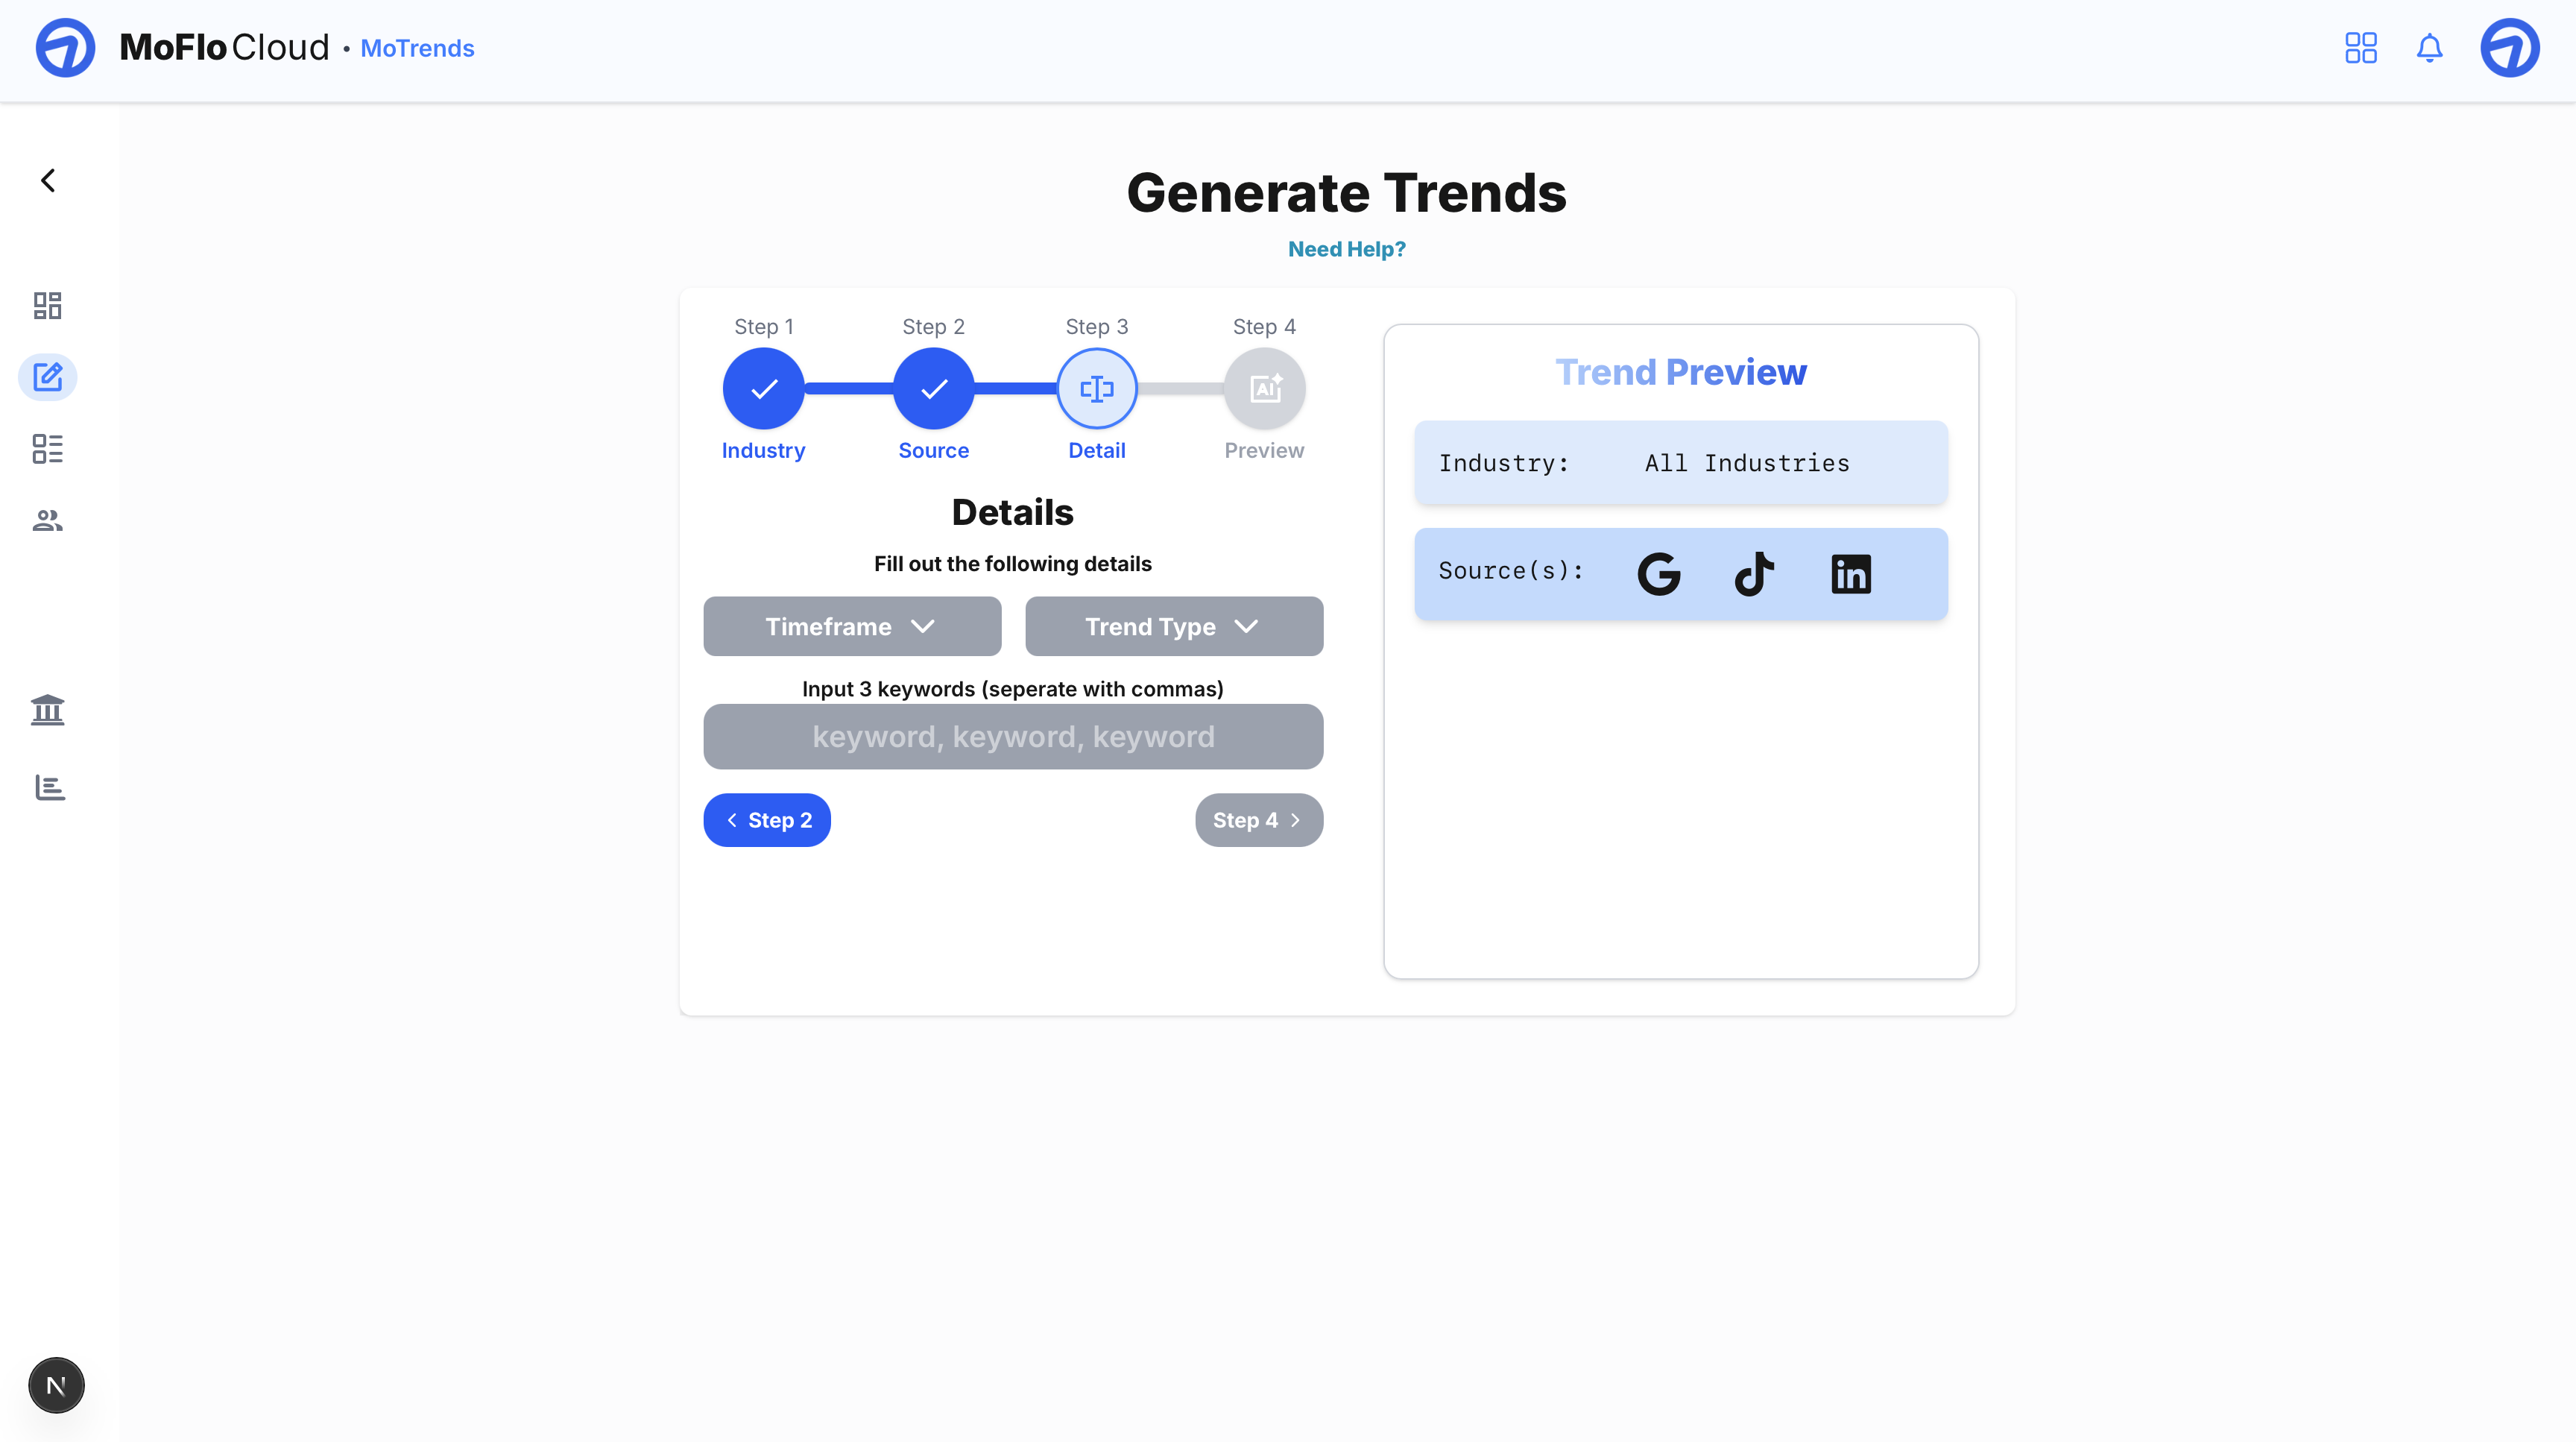 MoFlo Cloud • MoTrends
Generate Trends
Need Help?
Step 1
Step 2
Step 3
Step 4
AI
Industry
Source
Detail
Preview
Details
Fill out the following details
Timeframe
Trend Type
Input 3 keywords (seperate with commas)
keyword, keyword, keyword
Step 2
Step 4
Trend Preview
Industry: All Industries
Source(s): G in
N